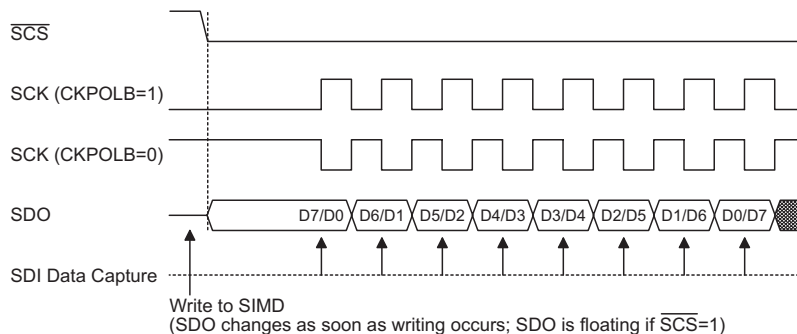 SCS
SCK (CKPOLB=1)
SCK (CKPOLB=0)
SDO D7/D0 D6/D1 D5/D2 D4/D3 D3/D4 D2/D5 D1/D6 D0/D7
SDI Data Capture
Write to SIMD
(SDO changes as soon as writing occurs; SDO is floating if SCS=1)